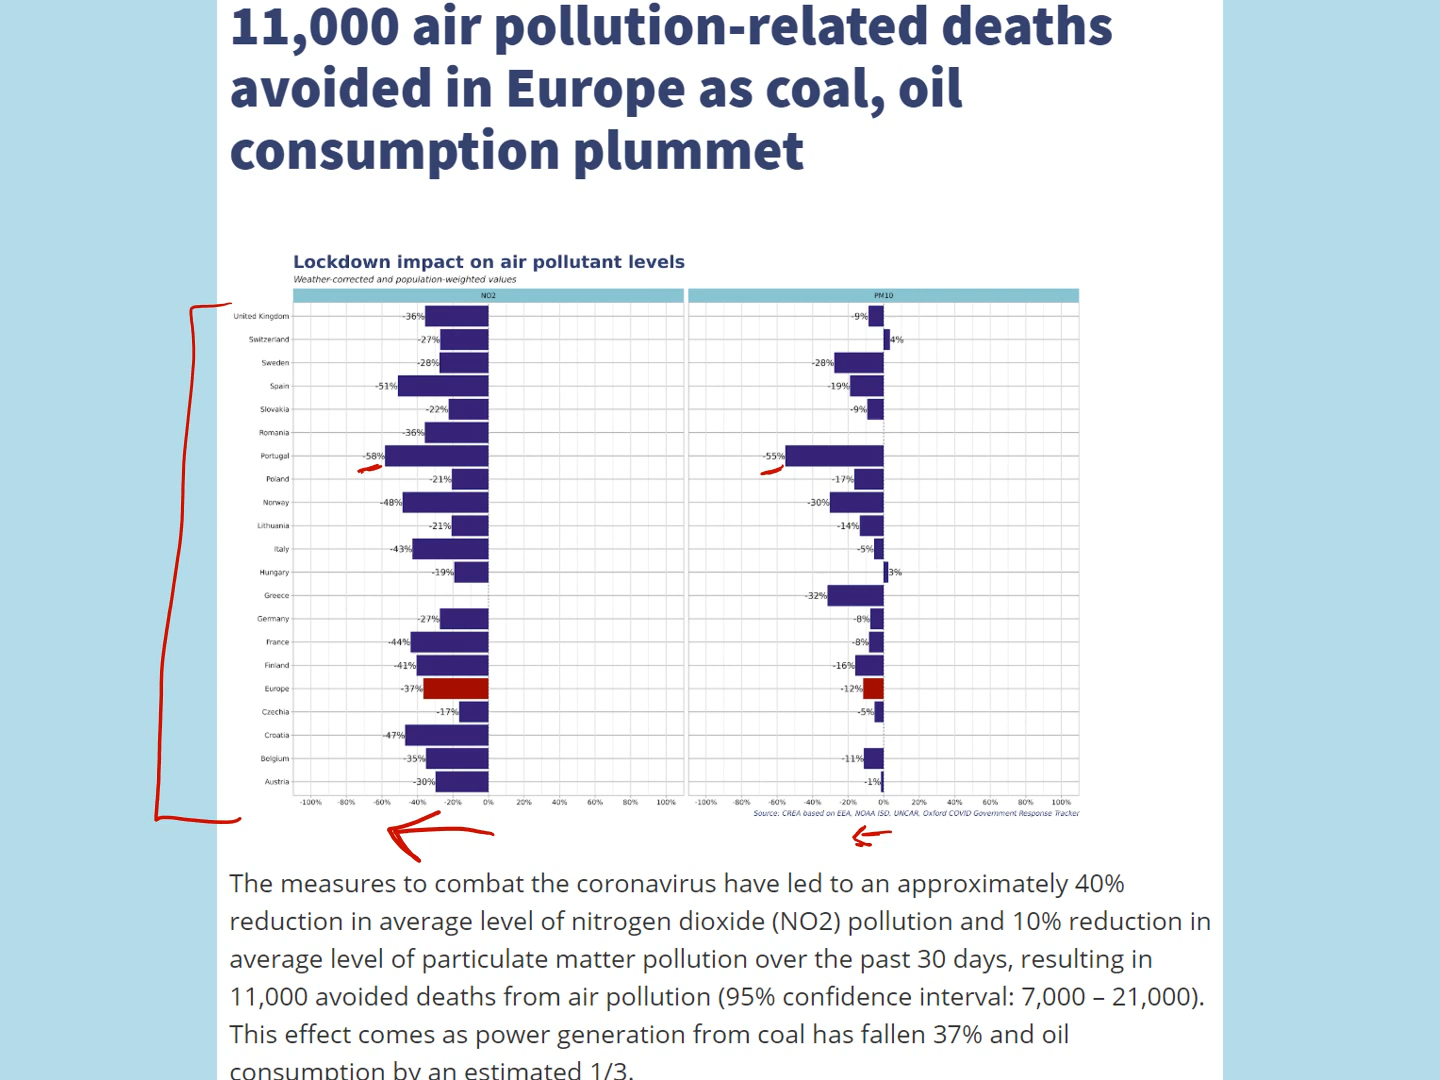 11,000 air pollution-related deaths
avoided in Europe as coal, oil
consumption plummet
Lockdown impact on air pollutant levels
Weather-corrected and population-weighted values
NO2 PM10
United Kingdom -36% -9%
Switzerland -27% 4%
Sweden -28% -28%
Spain -51% -19%
Slovakia -22% -9%
Romania -36%
Portugal -58% -55%
Poland -21% -17%
Norway -48% -30%
Lithuania -21% -14%
Italy -43% -5%
Hungary -19% 3%
Greece -32%
Germany -27% -8%
France -44% -8%
Finland -41% -16%
Europe -37% -12%
Czechia -17% -5%
Croatia -47%
Belgium -35% -11%
Austria -30% -1%
-100% -80% -60% -40% -20% 0% 20% 40% 60% 80% 100% -100% -80% -60% -40% -20% 0% 20% 40% 60% 80% 100%
Source: CREA based on EEA, NOAA ISD, UNCAR, Oxford COVID Government Response Tracker
The measures to combat the coronavirus have led to an approximately 40%
reduction in average level of nitrogen dioxide (NO2) pollution and 10% reduction in
average level of particulate matter pollution over the past 30 days, resulting in
11,000 avoided deaths from air pollution (95% confidence interval: 7,000 – 21,000).
This effect comes as power generation from coal has fallen 37% and oil
consumption by an estimated 1/3.